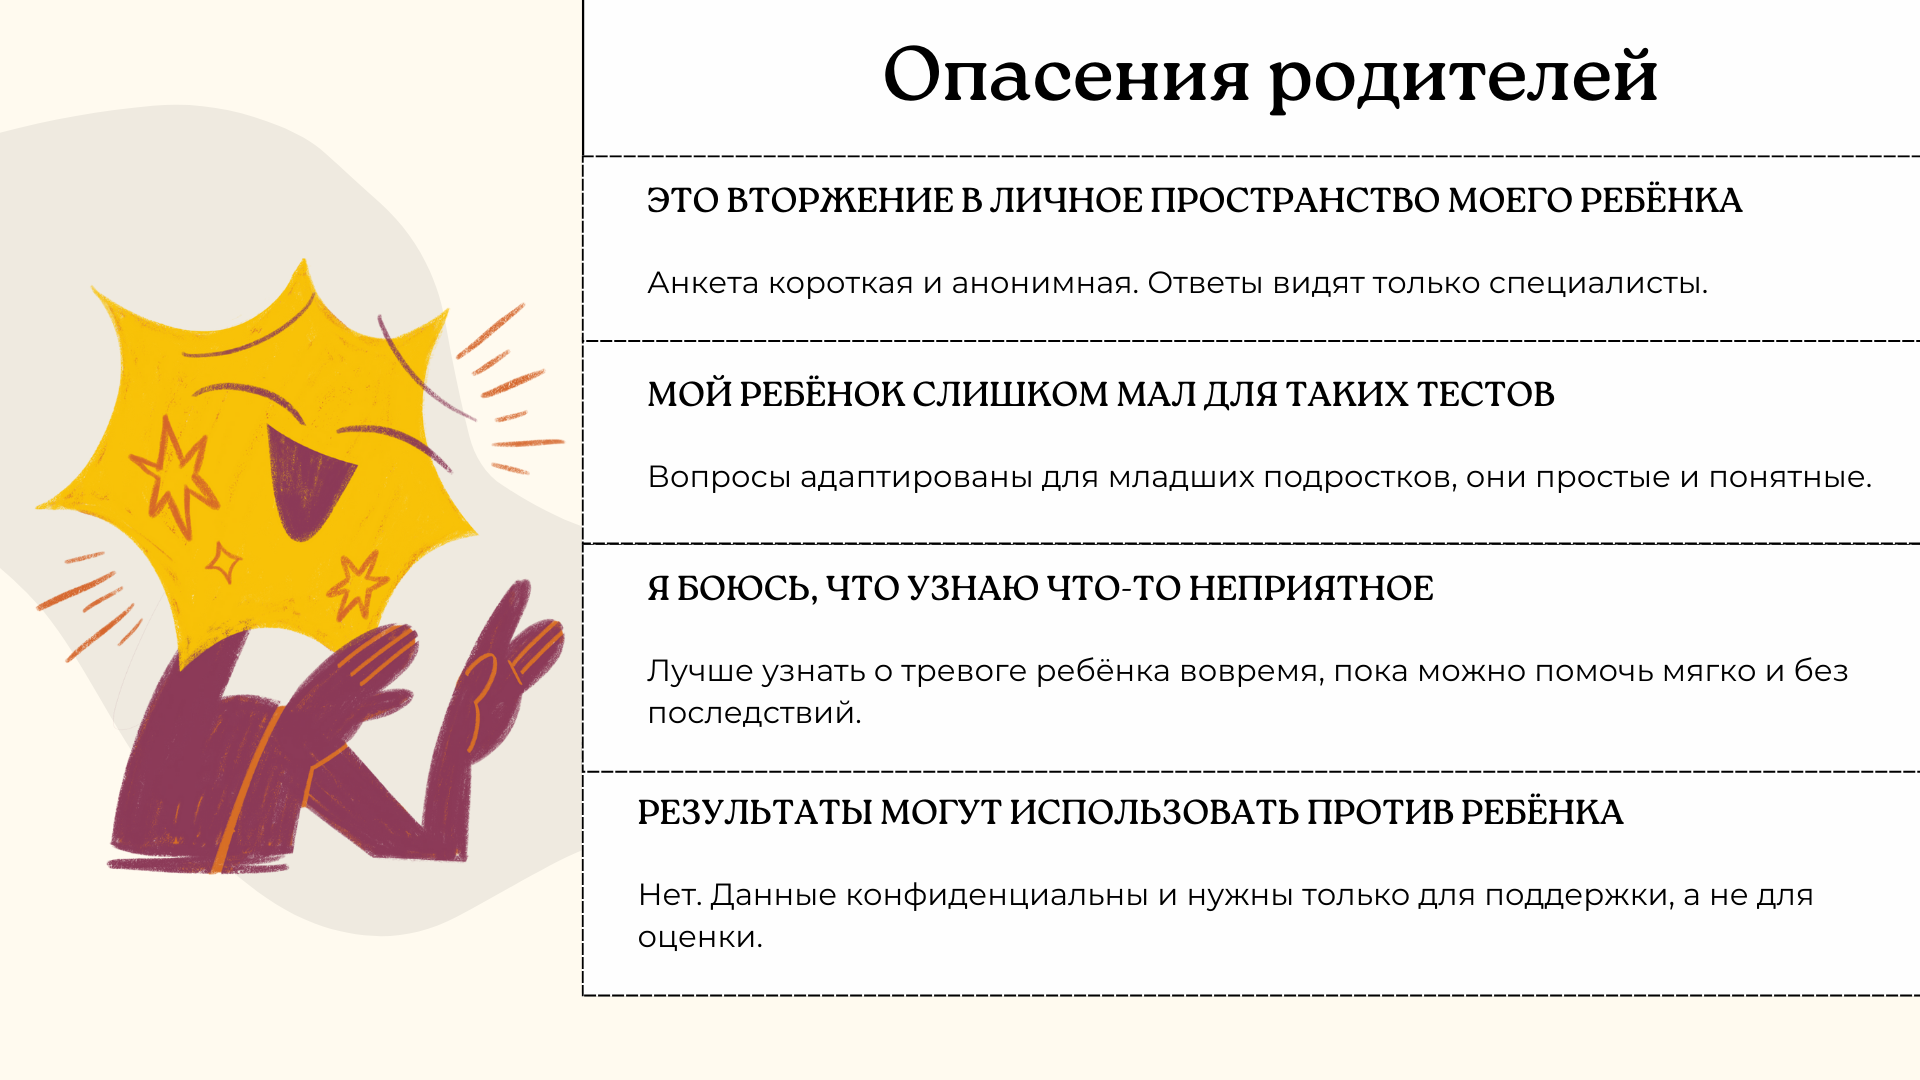 Опасения родителей
ЭТО ВТОРЖЕНИЕ В ЛИЧНОЕ ПРОСТРАНСТВО МОЕГО РЕБЁНКА
Анкета короткая и анонимная. Ответы видят только специалисты.
МОЙ РЕБЁНОК СЛИШКОМ МАЛ ДЛЯ ТАКИХ ТЕСТОВ
Вопросы адаптированы для младших подростков, они простые и понятные.
Я БОЮСЬ, ЧТО УЗНАЮ ЧТО-ТО НЕПРИЯТНОЕ
Лучше узнать о тревоге ребёнка вовремя, пока можно помочь мягко и без
последствий.
РЕЗУЛЬТАТЫ МОГУТ ИСПОЛЬЗОВАТЬ ПРОТИВ РЕБЁНКА
Нет. Данные конфиденциальны и нужны только для поддержки, а не для
оценки.